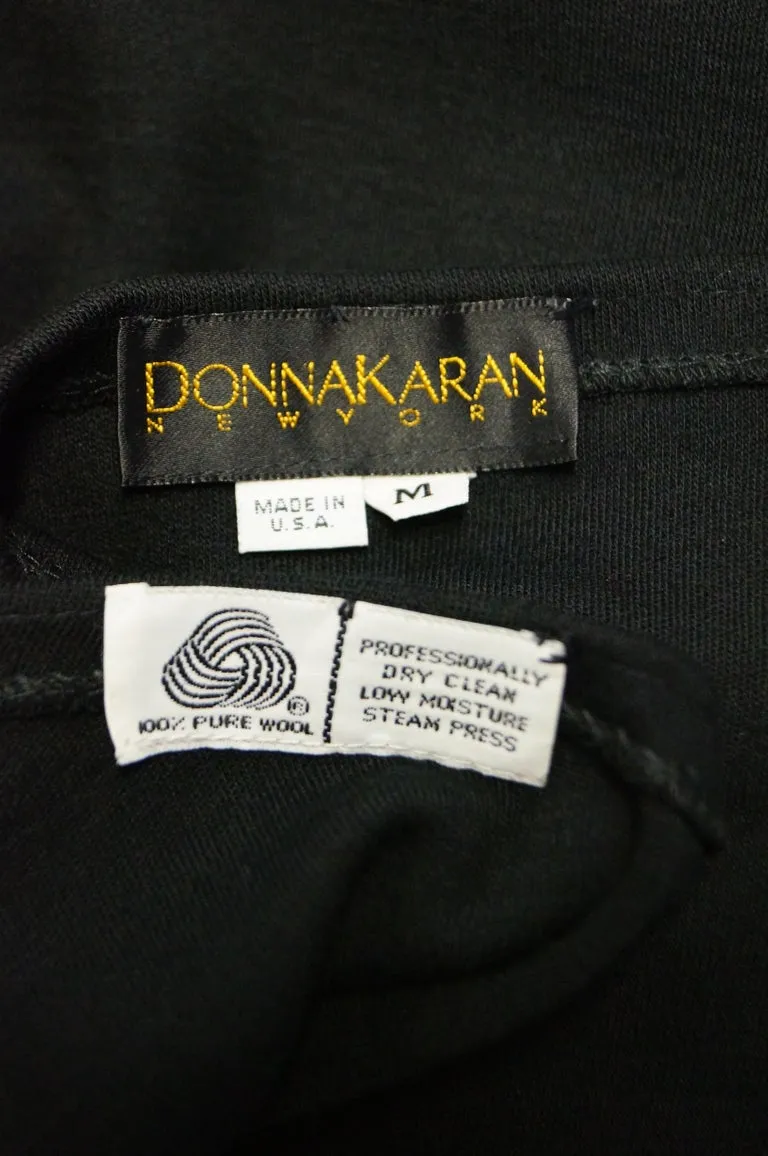 DONNAKARAN
NEW YORK
MADE IN
U.S.A.
M
100% PURE WOOL
®
PROFESSIONALLY
DRY CLEAN
LOW MOISTURE
STEAM PRESS